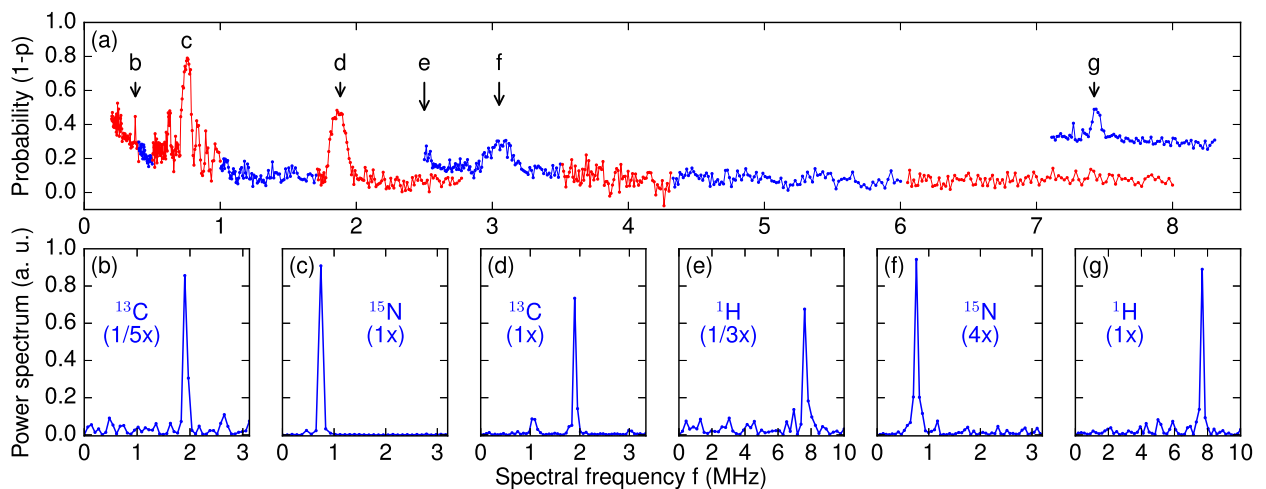 1.0
0.8
0.6
0.4
0.2
0.0
Probability (1-p)
(a)
b
c
d
e
f
g
0 1 2 3 4 5 6 7 8
1.0
0.8
0.6
0.4
0.2
0.0
Power spectrum (a. u.)
(b)
¹³C
(1/5x)
0 1 2 3
(c)
¹⁵N
(1x)
0 1 2 3
(d)
¹³C
(1x)
0 1 2 3
(e)
¹H
(1/3x)
0 2 4 6 8 10
(f)
¹⁵N
(4x)
0 1 2 3
(g)
¹H
(1x)
0 2 4 6 8 10
Spectral frequency f (MHz)